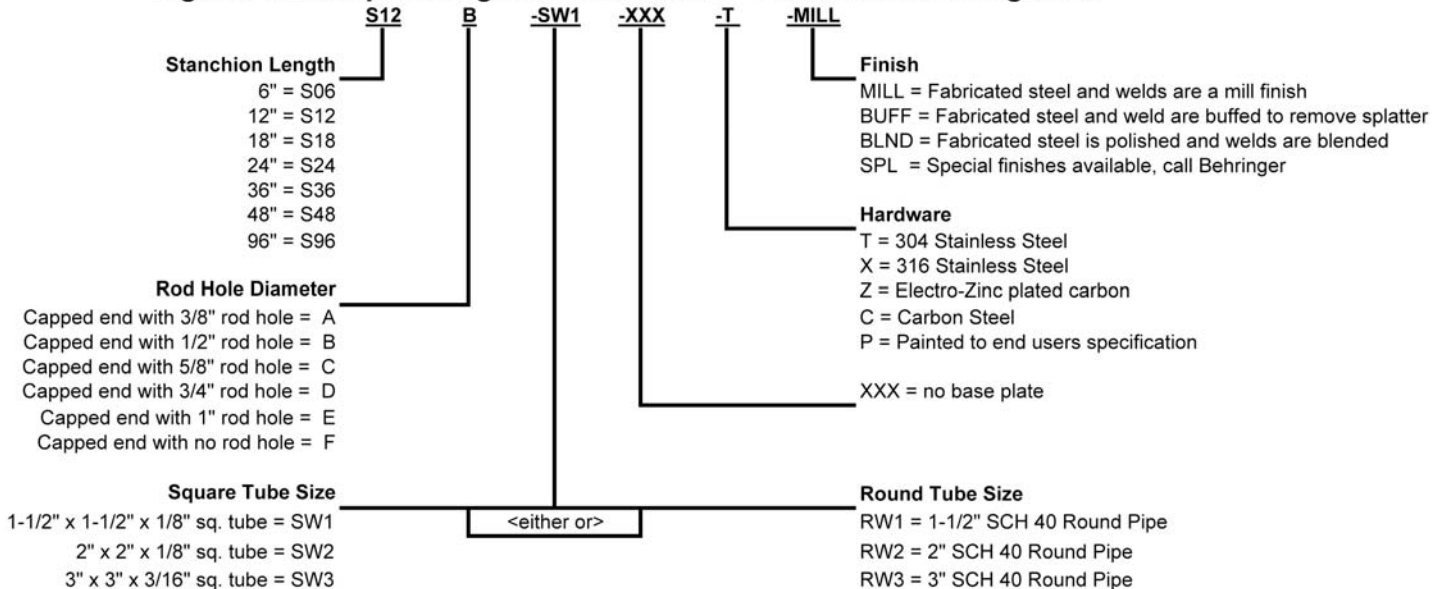 S12 B -SW1 -XXX -T -MILL
Stanchion Length
6" = S06
12" = S12
18" = S18
24" = S24
36" = S36
48" = S48
96" = S96
Rod Hole Diameter
Capped end with 3/8" rod hole = A
Capped end with 1/2" rod hole = B
Capped end with 5/8" rod hole = C
Capped end with 3/4" rod hole = D
Capped end with 1" rod hole = E
Capped end with no rod hole = F
Square Tube Size
1-1/2" x 1-1/2" x 1/8" sq. tube = SW1
2" x 2" x 1/8" sq. tube = SW2
3" x 3" x 3/16" sq. tube = SW3
<either or>
Finish
MILL = Fabricated steel and welds are a mill finish
BUFF = Fabricated steel and weld are buffed to remove splatter
BLND = Fabricated steel is polished and welds are blended
SPL = Special finishes available, call Behringer
Hardware
T = 304 Stainless Steel
X = 316 Stainless Steel
Z = Electro-Zinc plated carbon
C = Carbon Steel
P = Painted to end users specification
XXX = no base plate
Round Tube Size
RW1 = 1-1/2" SCH 40 Round Pipe
RW2 = 2" SCH 40 Round Pipe
RW3 = 3" SCH 40 Round Pipe